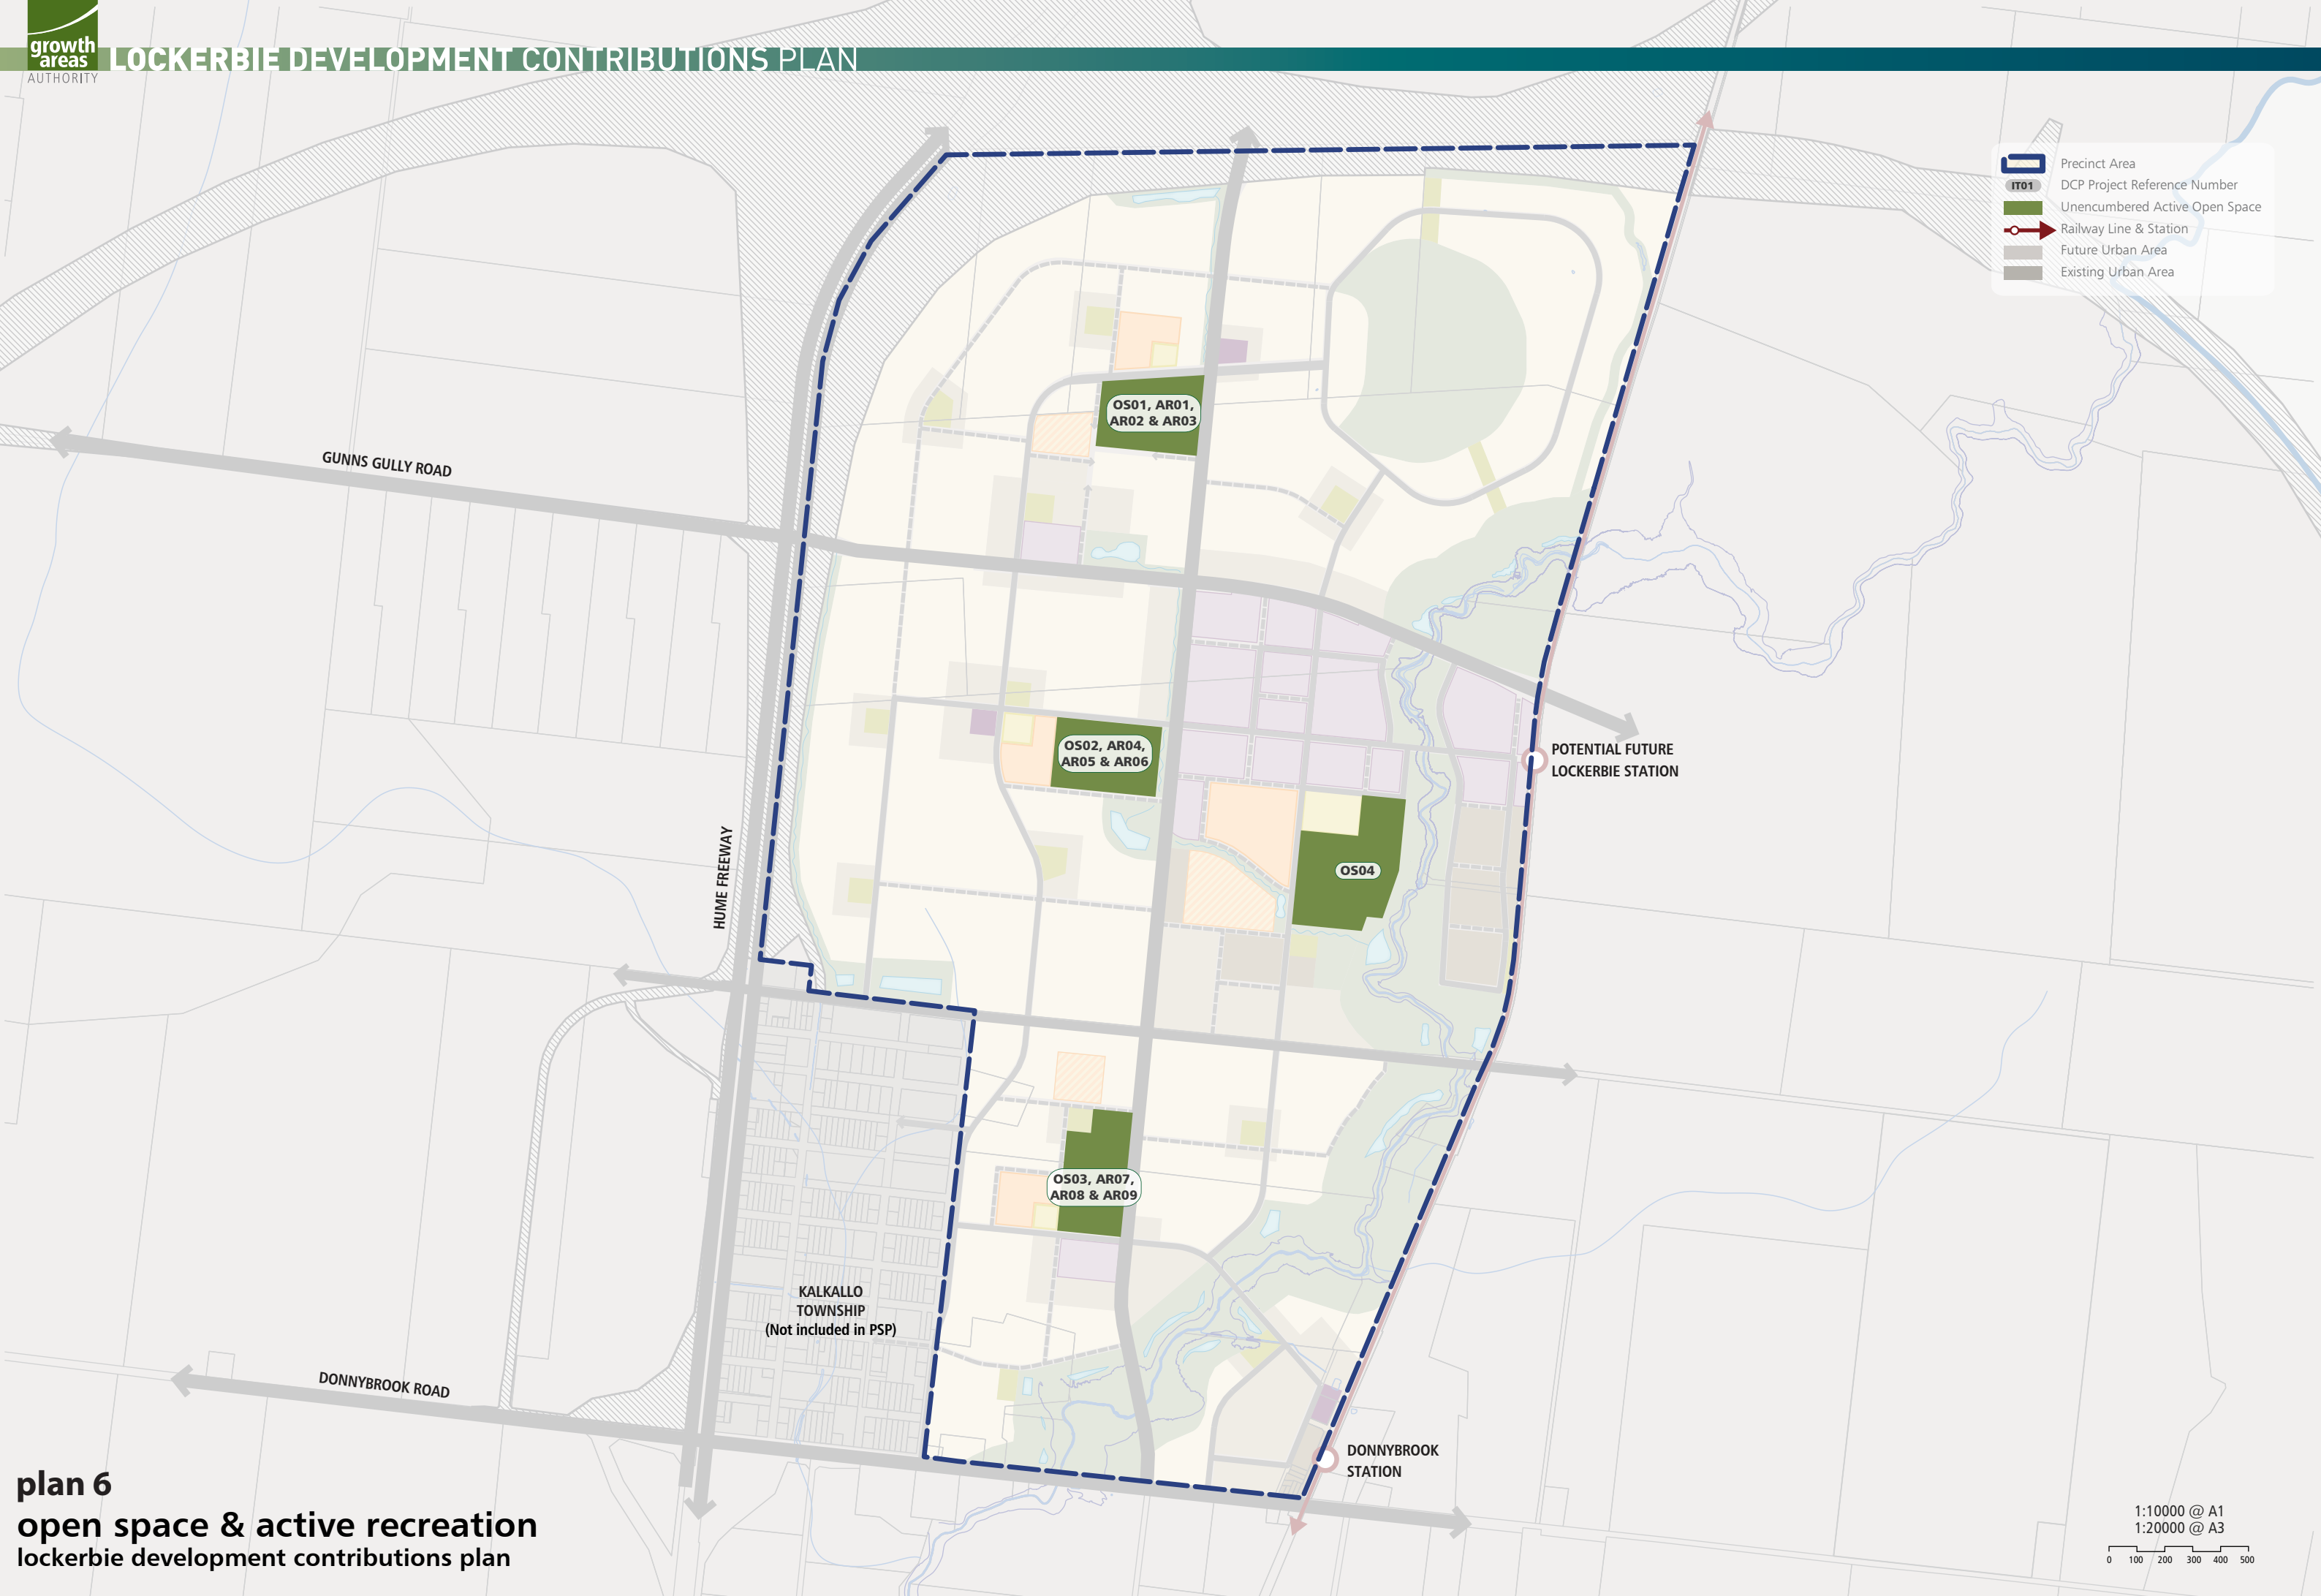 growth
areas
AUTHORITY
LOCKERBIE DEVELOPMENT CONTRIBUTIONS PLAN
Precinct Area
IT01
DCP Project Reference Number
Unencumbered Active Open Space
Railway Line & Station
Future Urban Area
Existing Urban Area
OS01, AR01,
AR02 & AR03
GUNNS GULLY ROAD
OS02, AR04,
AR05 & AR06
POTENTIAL FUTURE
LOCKERBIE STATION
OS04
HUME FREEWAY
OS03, AR07,
AR08 & AR09
KALKALLO
TOWNSHIP
(Not included in PSP)
DONNYBROOK ROAD
DONNYBROOK
STATION
plan 6
open space & active recreation
lockerbie development contributions plan
1:10000 @ A1
1:20000 @ A3
0 100 200 300 400 500